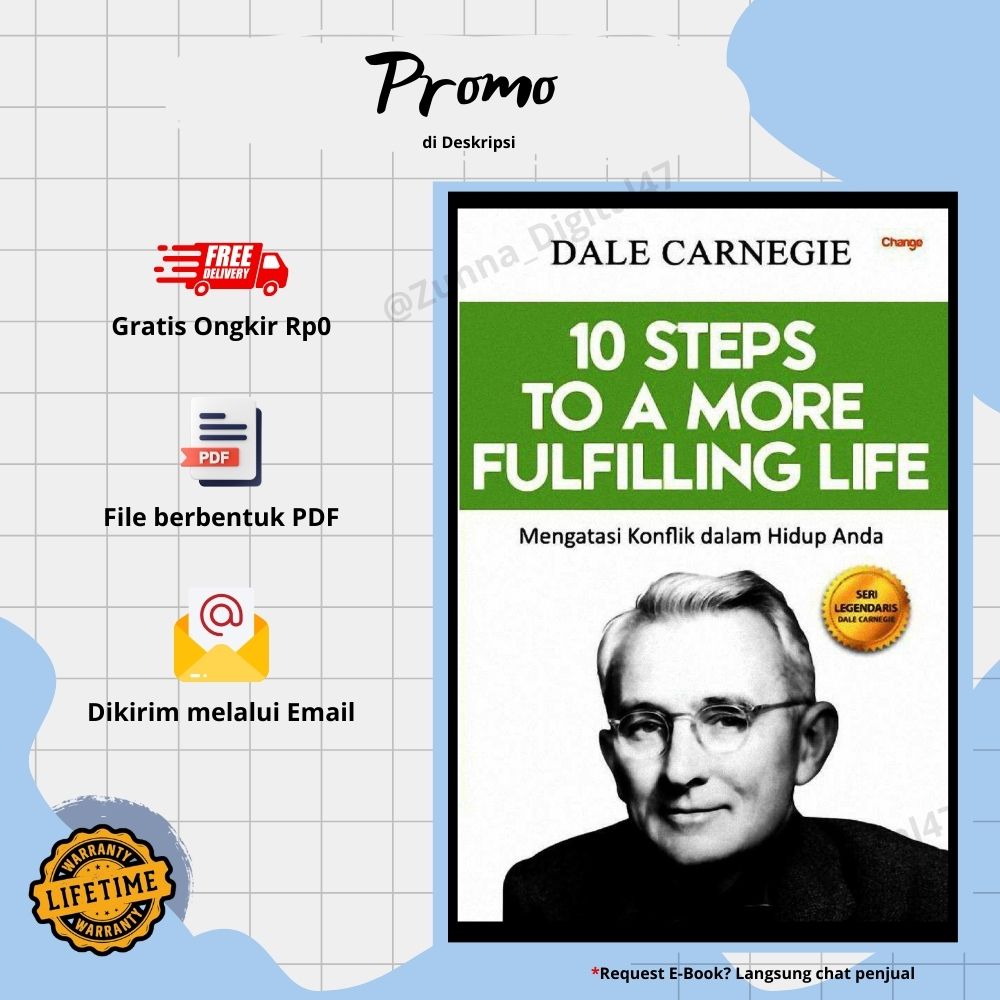 Promo
di Deskripsi
@Zunna_Digital47
FREE
DELIVERY
Gratis Ongkir Rp0
PDF
File berbentuk PDF
@
Dikirim melalui Email
WARRANTY
LIFETIME
WARRANTY
DALE CARNEGIE
Change
10 STEPS
TO A MORE
FULFILLING LIFE
Mengatasi Konflik dalam Hidup Anda
SERI
LEGENDARIS
DALE CARNEGIE
*Request E-Book? Langsung chat penjual